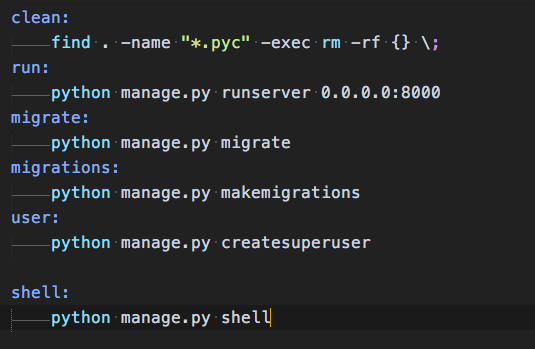 clean:
	find . -name "*.pyc" -exec rm -rf {} \;
run:
	python manage.py runserver 0.0.0.0:8000
migrate:
	python manage.py migrate
migrations:
	python manage.py makemigrations
user:
	python manage.py createsuperuser

shell:
	python manage.py shell